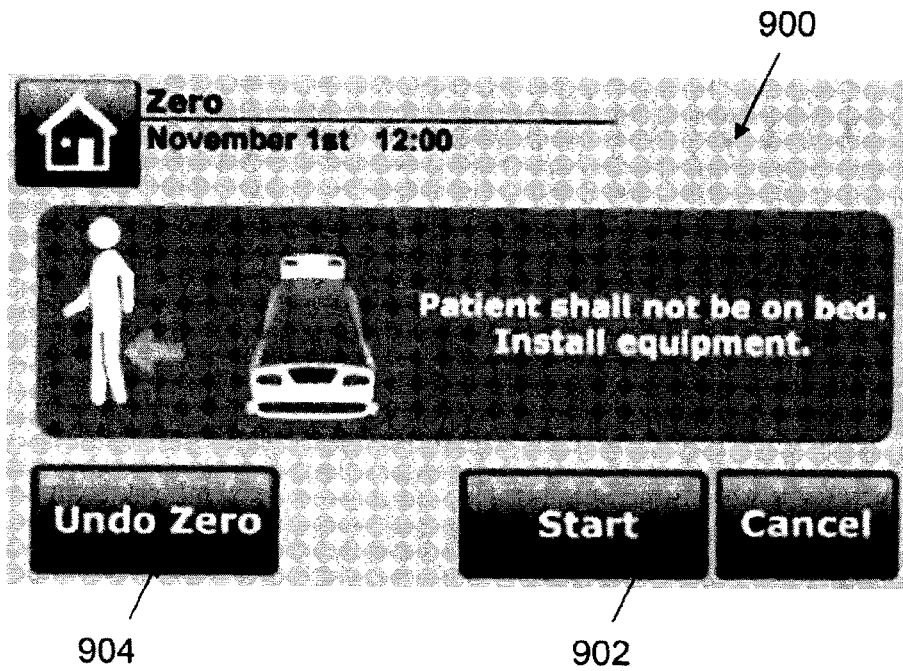 900
Zero
November 1st 12:00
Patient shall not be on bed.
Install equipment.
Undo Zero
Start
Cancel
904
902